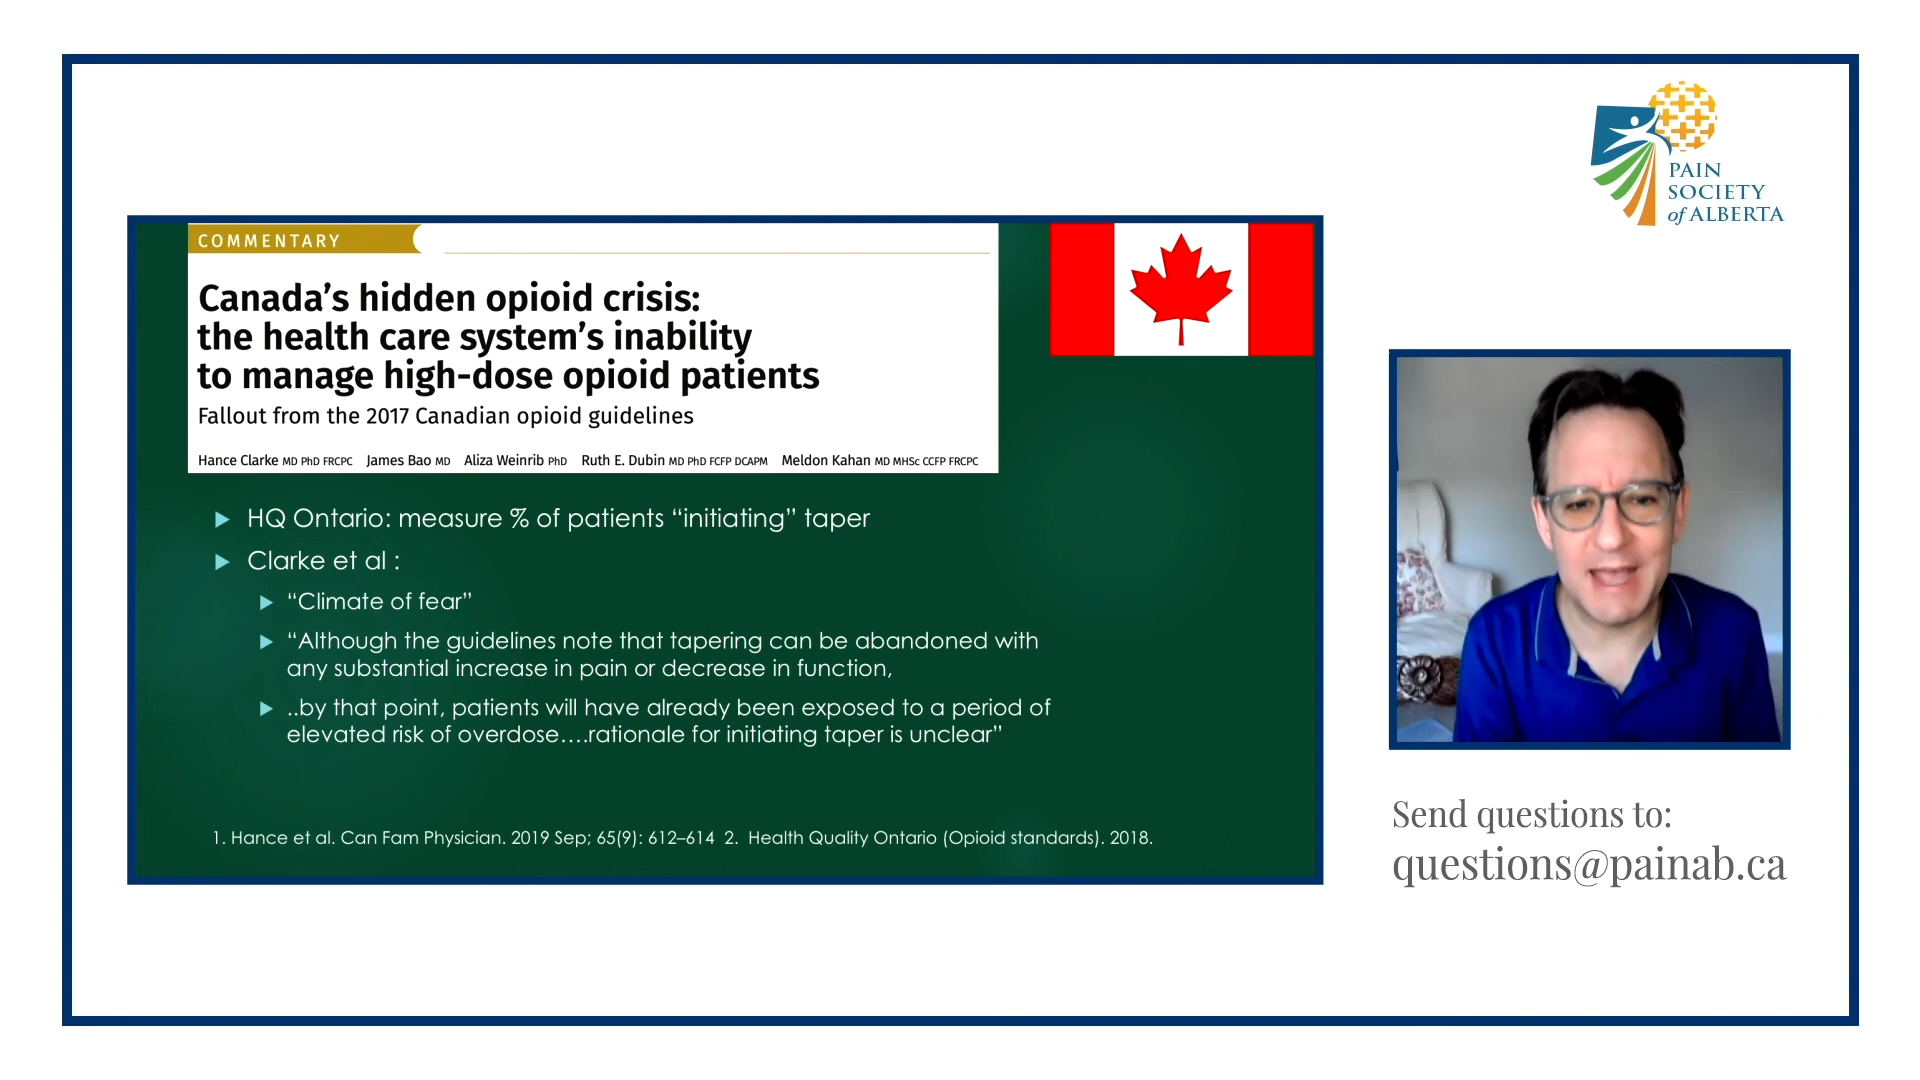 PAIN
SOCIETY
of ALBERTA
COMMENTARY
Canada’s hidden opioid crisis:
the health care system’s inability
to manage high-dose opioid patients
Fallout from the 2017 Canadian opioid guidelines
Hance Clarke MD PhD FRCPC James Bao MD Aliza Weinrib PhD Ruth E. Dubin MD PhD FCFP DCAPM Meldon Kahan MD MHSc CCFP FRCPC
HQ Ontario: measure % of patients “initiating” taper
Clarke et al :
“Climate of fear”
“Although the guidelines note that tapering can be abandoned with
any substantial increase in pain or decrease in function,
..by that point, patients will have already been exposed to a period of
elevated risk of overdose….rationale for initiating taper is unclear”
1. Hance et al. Can Fam Physician. 2019 Sep; 65(9): 612–614 2. Health Quality Ontario (Opioid standards). 2018.
Send questions to:
questions@painab.ca